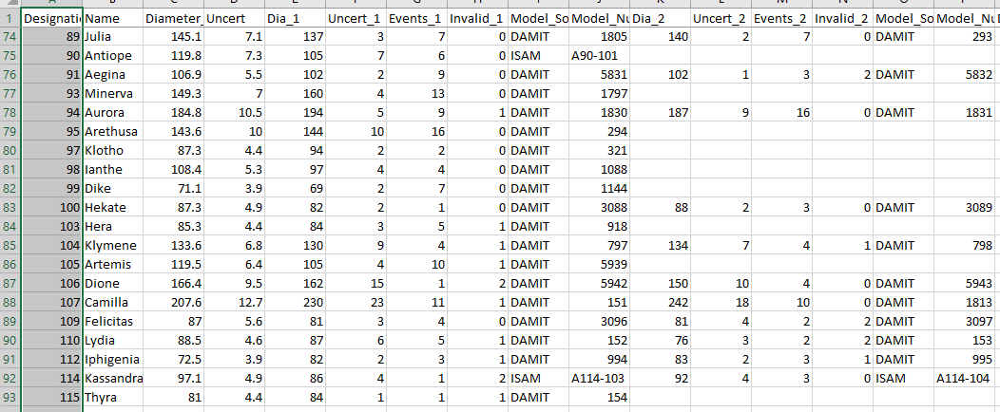 1 Designatio Name Diameter Uncert Dia_1 Uncert_1 Events_1 Invalid_1 Model_So Model_Nu Dia_2 Uncert_2 Events_2 Invalid_2 Model_So Model_Nu
74 89 Julia 145.1 7.1 137 3 7 0 DAMIT 1805 140 2 7 0 DAMIT 293
75 90 Antiope 119.8 7.3 105 7 6 0 ISAM A90-101
76 91 Aegina 106.9 5.5 102 2 9 0 DAMIT 5831 102 1 3 2 DAMIT 5832
77 93 Minerva 149.3 7 160 4 13 0 DAMIT 1797
78 94 Aurora 184.8 10.5 194 5 9 1 DAMIT 1830 187 9 16 0 DAMIT 1831
79 95 Arethusa 143.6 10 144 10 16 0 DAMIT 294
80 97 Klotho 87.3 4.4 94 2 2 0 DAMIT 321
81 98 Ianthe 108.4 5.3 97 4 4 0 DAMIT 1088
82 99 Dike 71.1 3.9 69 2 7 0 DAMIT 1144
83 100 Hekate 87.3 4.9 82 2 1 0 DAMIT 3088 88 2 3 0 DAMIT 3089
84 103 Hera 85.3 4.4 84 3 5 1 DAMIT 918
85 104 Klymene 133.6 6.8 130 9 4 1 DAMIT 797 134 7 4 1 DAMIT 798
86 105 Artemis 119.5 6.4 105 4 10 1 DAMIT 5939
87 106 Dione 166.4 9.5 162 15 1 2 DAMIT 5942 150 10 4 0 DAMIT 5943
88 107 Camilla 207.6 12.7 230 23 11 1 DAMIT 151 242 18 10 0 DAMIT 1813
89 109 Felicitas 87 5.6 81 3 4 0 DAMIT 3096 81 4 2 2 DAMIT 3097
90 110 Lydia 88.5 4.6 87 6 5 1 DAMIT 152 76 3 2 2 DAMIT 153
91 112 Iphigenia 72.5 3.9 82 2 3 1 DAMIT 994 83 2 3 1 DAMIT 995
92 114 Kassandra 97.1 4.9 86 4 1 2 ISAM A114-103 92 4 3 0 ISAM A114-104
93 115 Thyra 81 4.4 84 1 1 1 DAMIT 154